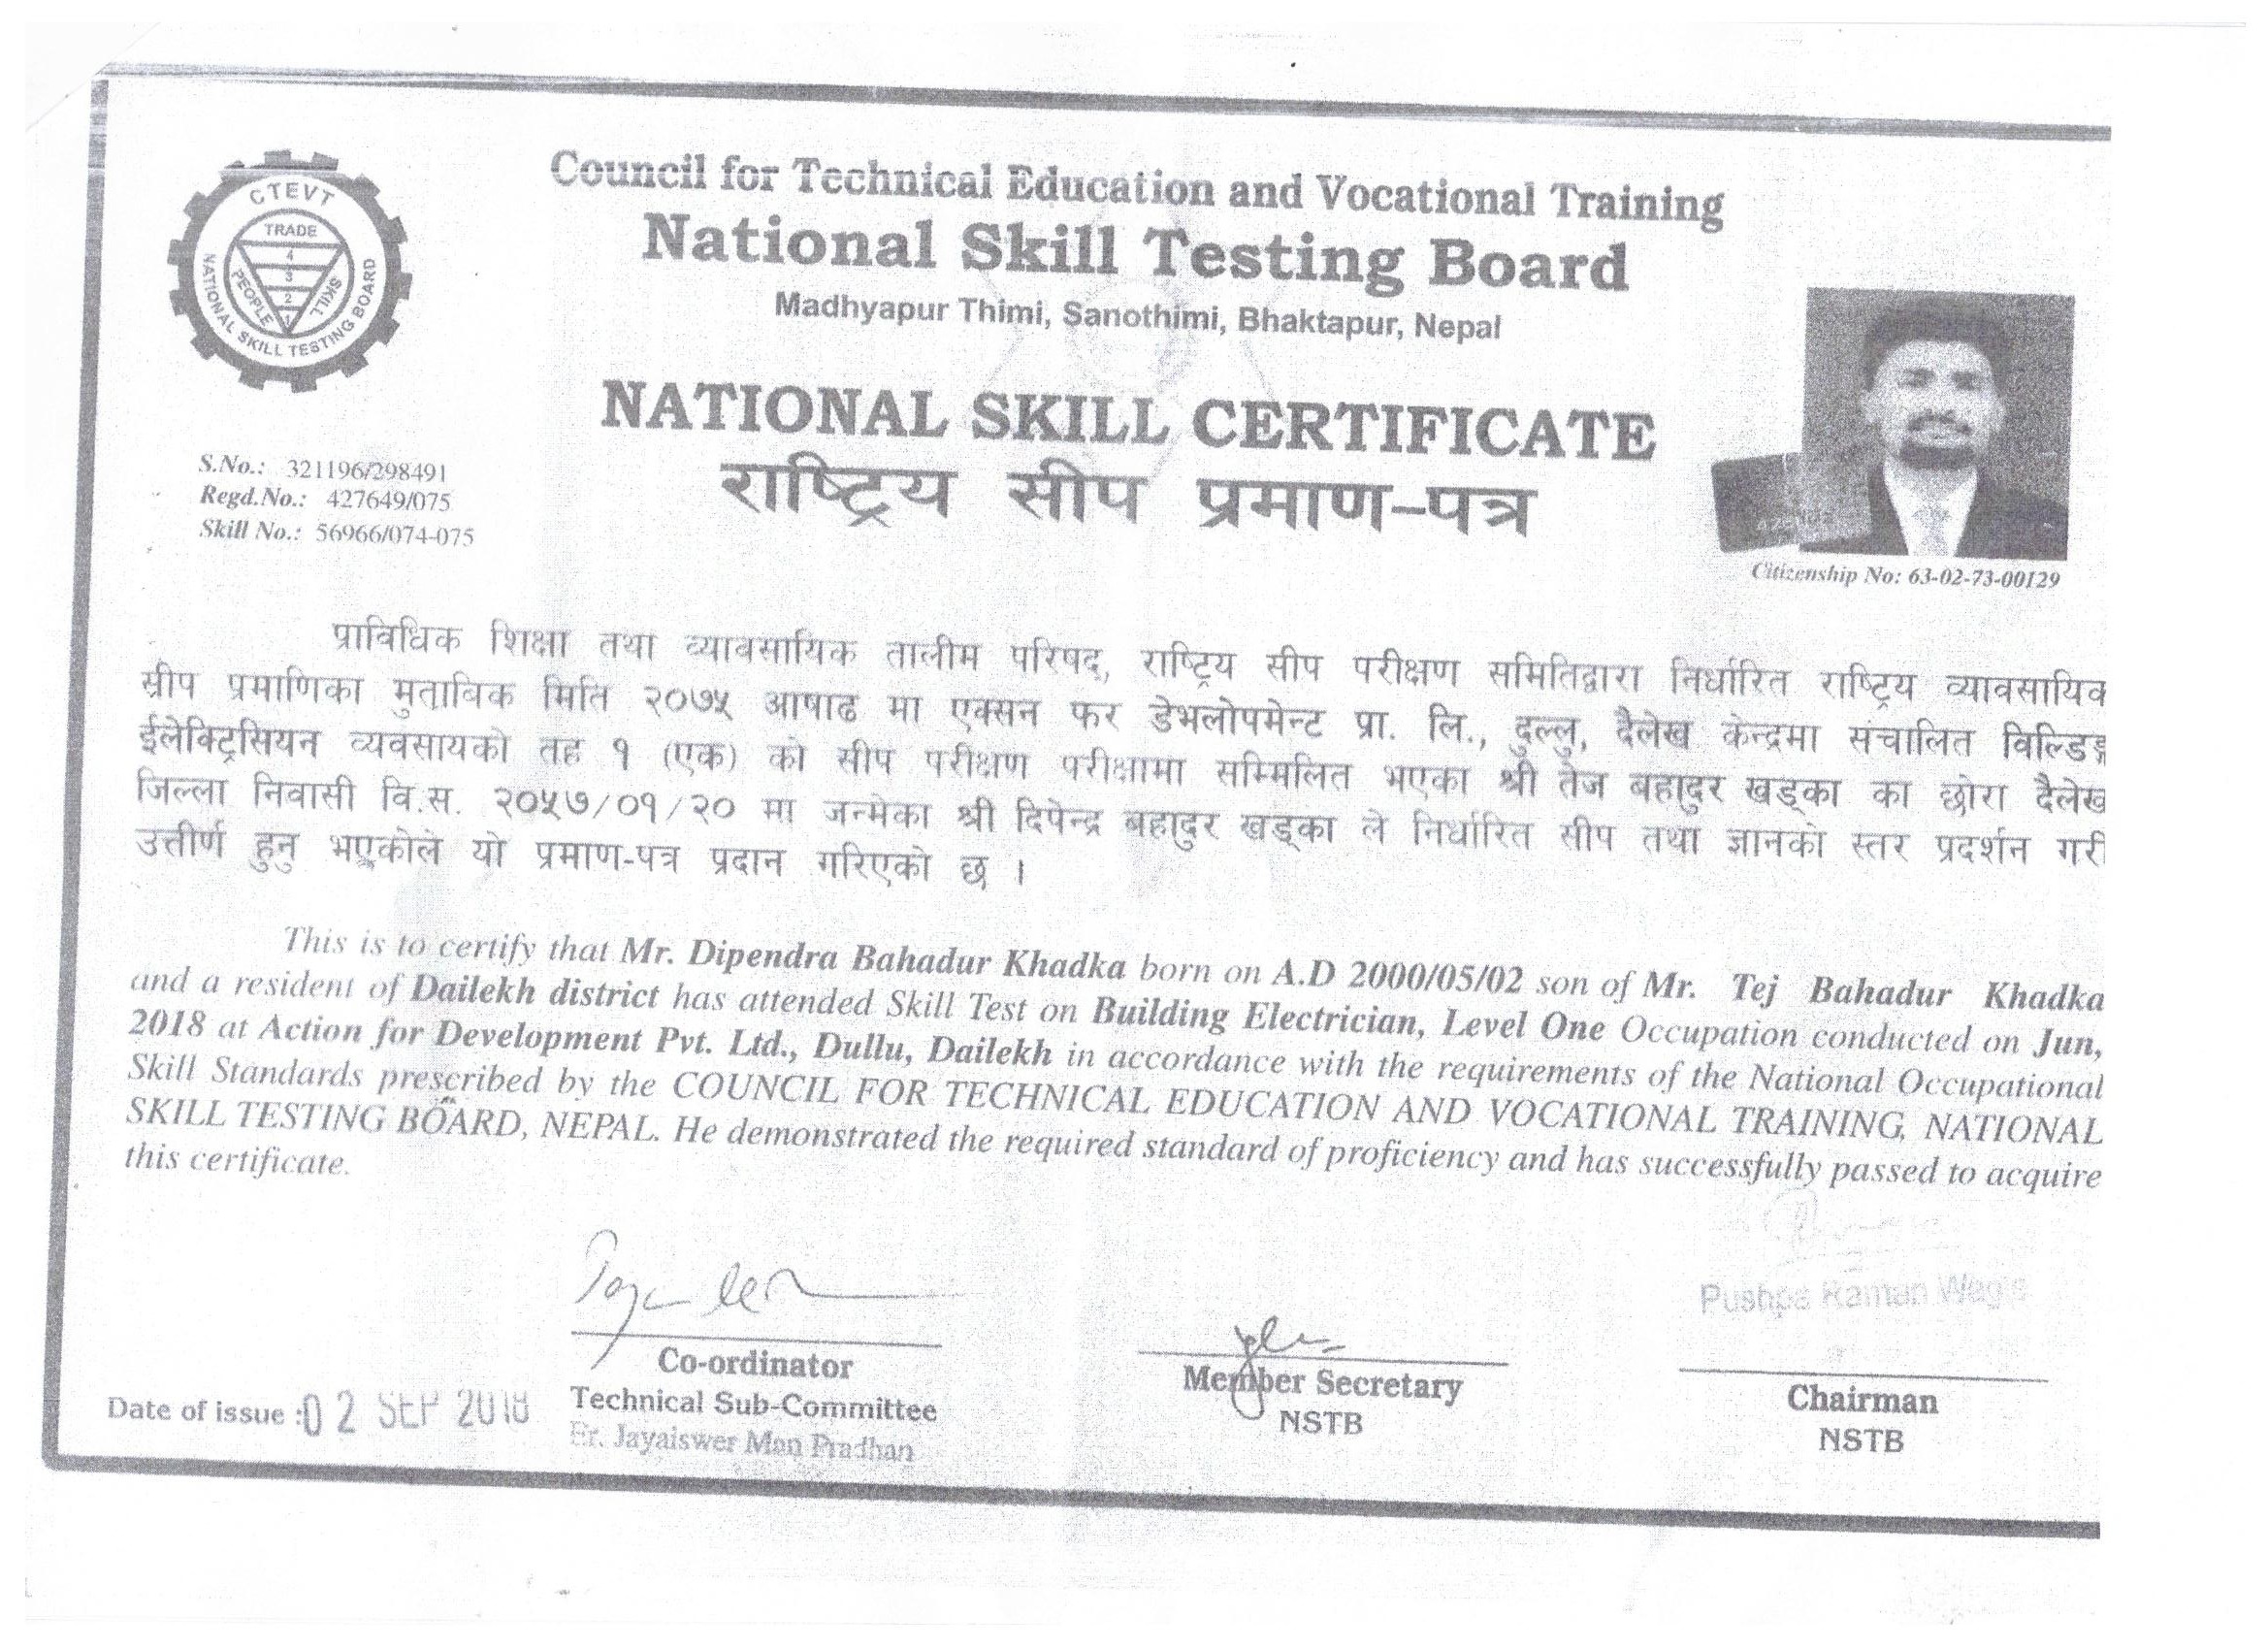 CTEVT
NATIONAL SKILL TESTING BOARD
TRADE
PEOPLE
SKILL
4
3
2
1
Council for Technical Education and Vocational Training
National Skill Testing Board
Madhyapur Thimi, Sanothimi, Bhaktapur, Nepal
NATIONAL SKILL CERTIFICATE
राष्ट्रिय सीप प्रमाण-पत्र
S.No.: 321196/298491
Regd.No.: 427649/075
Skill No.: 56966/074-075
Citizenship No: 63-02-73-00129
प्राविधिक शिक्षा तथा व्यावसायिक तालीम परिषद्, राष्ट्रिय सीप परीक्षण समितिद्वारा निर्धारित राष्ट्रिय व्यावसायिक
सीप प्रमाणिका मुताविक मिति २०७५ आषाढ मा एक्सन फर डेभलोपमेन्ट प्रा. लि., दुल्लु, दैलेख केन्द्रमा संचालित विल्डिङ्ग
ईलेक्ट्रिसियन व्यवसायको तह १ (एक) को सीप परीक्षण परीक्षामा सम्मिलित भएका श्री तेज बहादुर खड्का का छोरा दैलेख
जिल्ला निवासी वि.स. २०५७/०१/२० मा जन्मेका श्री दिपेन्द्र बहादुर खड्का ले निर्धारित सीप तथा ज्ञानको स्तर प्रदर्शन गरी
उत्तीर्ण हुनु भएकोले यो प्रमाण-पत्र प्रदान गरिएको छ ।
This is to certify that Mr. Dipendra Bahadur Khadka born on A.D 2000/05/02 son of Mr. Tej Bahadur Khadka
and a resident of Dailekh district has attended Skill Test on Building Electrician, Level One Occupation conducted on Jun,
2018 at Action for Development Pvt. Ltd., Dullu, Dailekh in accordance with the requirements of the National Occupational
Skill Standards prescribed by the COUNCIL FOR TECHNICAL EDUCATION AND VOCATIONAL TRAINING, NATIONAL
SKILL TESTING BOARD, NEPAL. He demonstrated the required standard of proficiency and has successfully passed to acquire
this certificate.
Pushpa Raman Wagle
Co-ordinator
Technical Sub-Committee
Er. Jayaiswer Man Pradhan
Member Secretary
NSTB
Chairman
NSTB
Date of issue : 02 SEP 2018